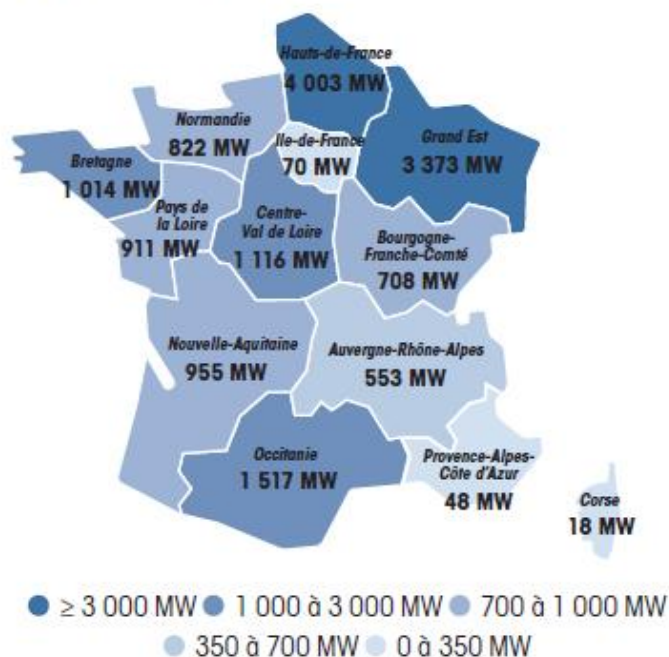 Hauts-de-France
4 003 MW
Normandie
822 MW
Ile-de-France
70 MW
Grand Est
3 373 MW
Bretagne
1 014 MW
Pays de
la Loire
911 MW
Centre-
Val de Loire
1 116 MW
Bourgogne-
Franche-Comté
708 MW
Nouvelle-Aquitaine
955 MW
Auvergne-Rhône-Alpes
553 MW
Occitanie
1 517 MW
Provence-Alpes-
Côte d'Azur
48 MW
Corse
18 MW
≥ 3 000 MW 1 000 à 3 000 MW 700 à 1 000 MW
350 à 700 MW 0 à 350 MW